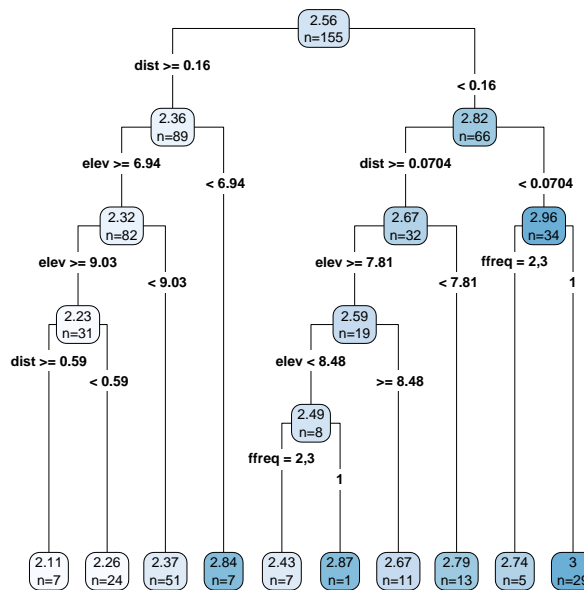 2.56
n=155
dist >= 0.16
< 0.16
2.36
n=89
2.82
n=66
elev >= 6.94
< 6.94
dist >= 0.0704
< 0.0704
2.32
n=82
2.67
n=32
2.96
n=34
elev >= 9.03
< 9.03
elev >= 7.81
< 7.81
ffreq = 2,3
1
2.23
n=31
2.59
n=19
dist >= 0.59
< 0.59
elev < 8.48
>= 8.48
2.49
n=8
ffreq = 2,3
1
2.11
n=7
2.26
n=24
2.37
n=51
2.84
n=7
2.43
n=7
2.87
n=1
2.67
n=11
2.79
n=13
2.74
n=5
3
n=29